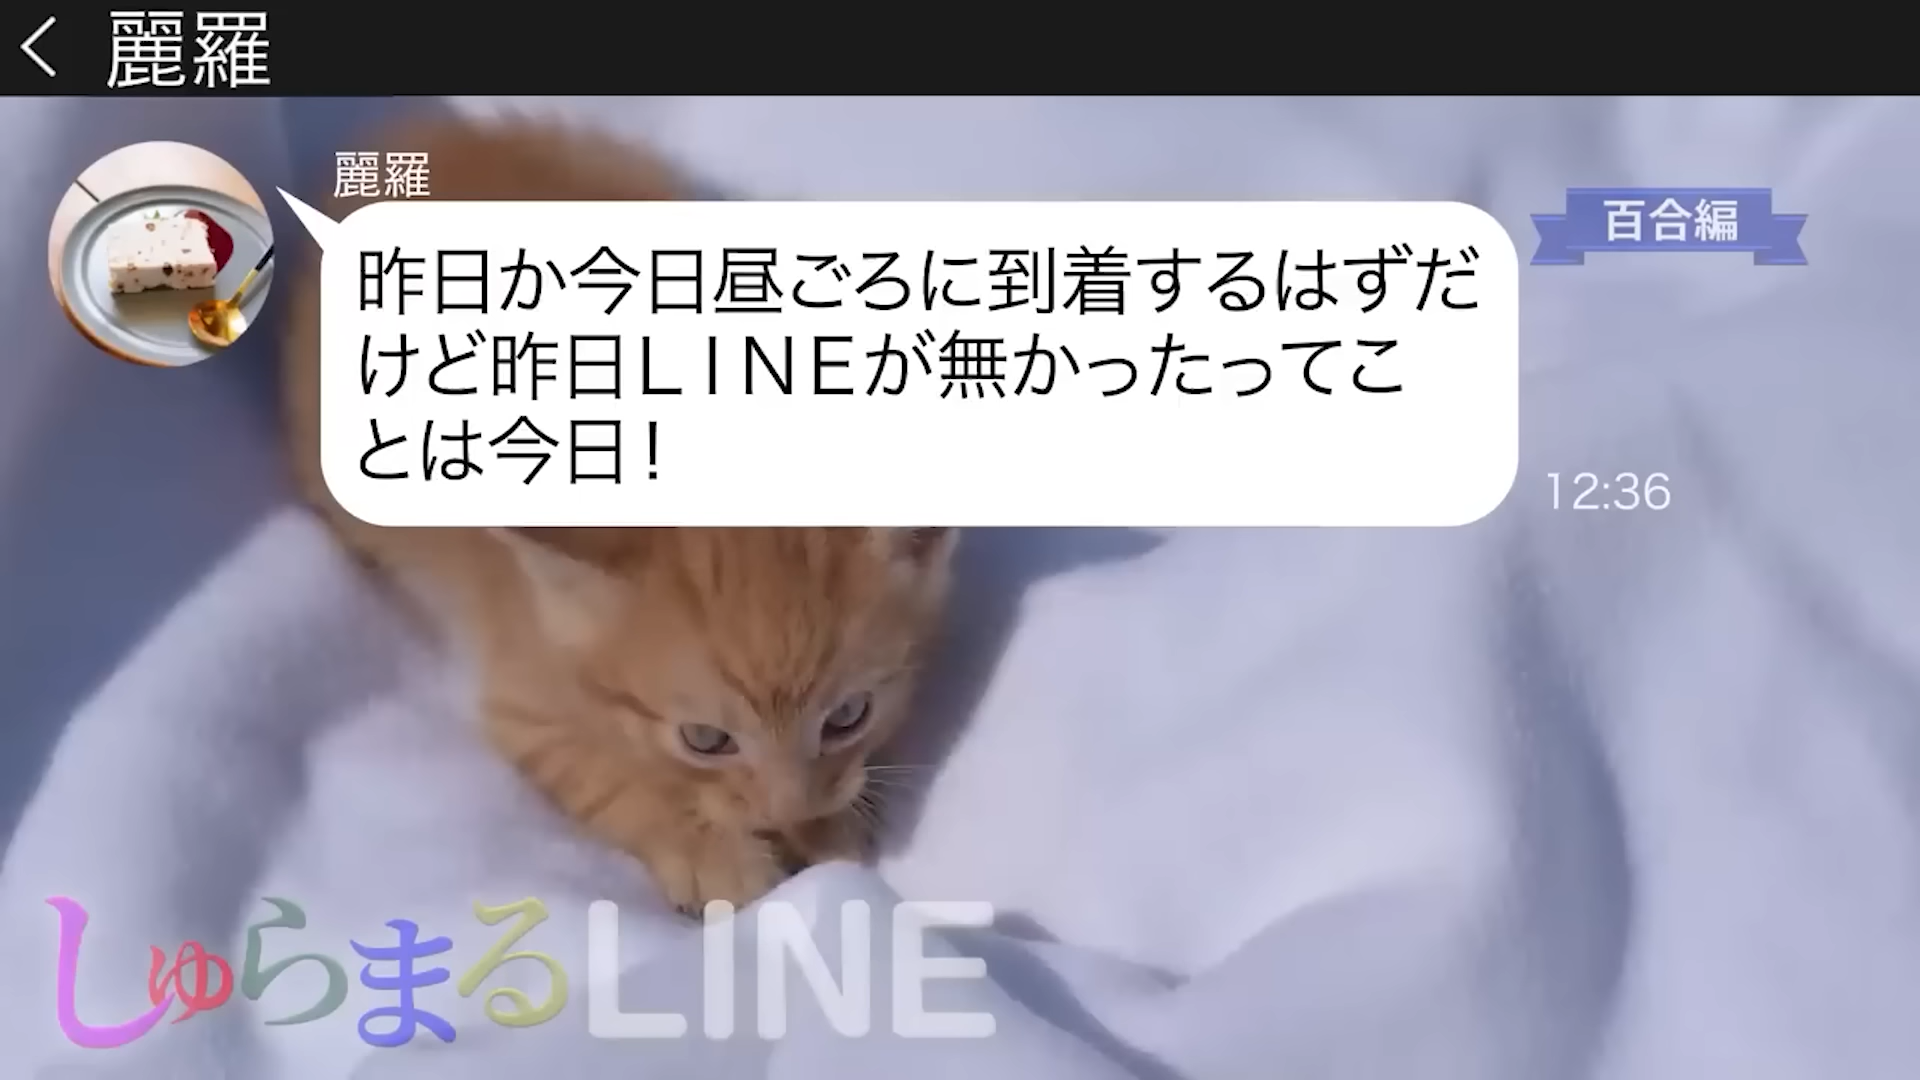 麗羅
麗羅
百合編
昨日か今日昼ごろに到着するはずだ
けど昨日LINEが無かったってこ
とは今日!
12:36
しゅらまるLINE